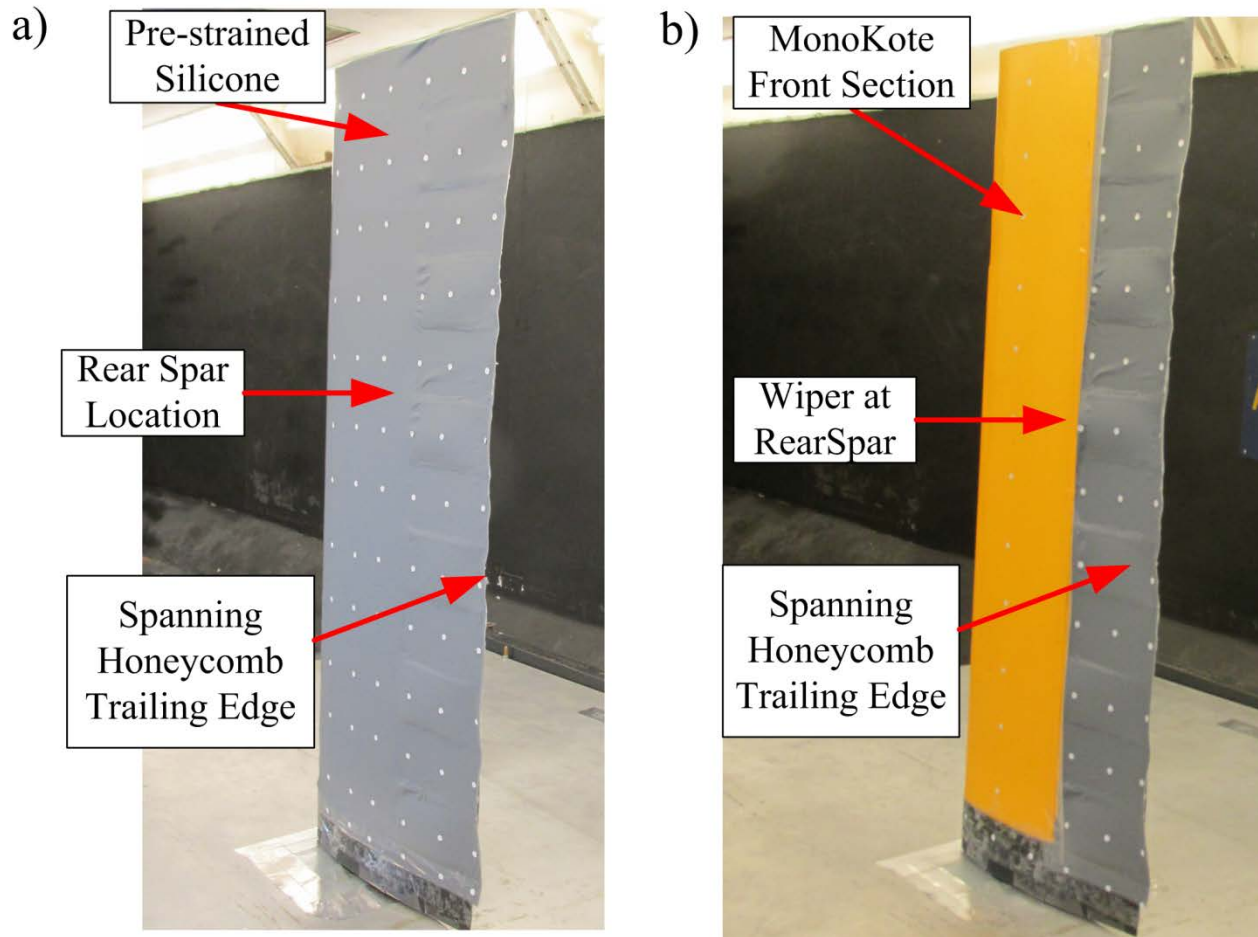 a)
Pre-strained
Silicone
Rear Spar
Location
Spanning
Honeycomb
Trailing Edge
b)
MonoKote
Front Section
Wiper at
RearSpar
Spanning
Honeycomb
Trailing Edge